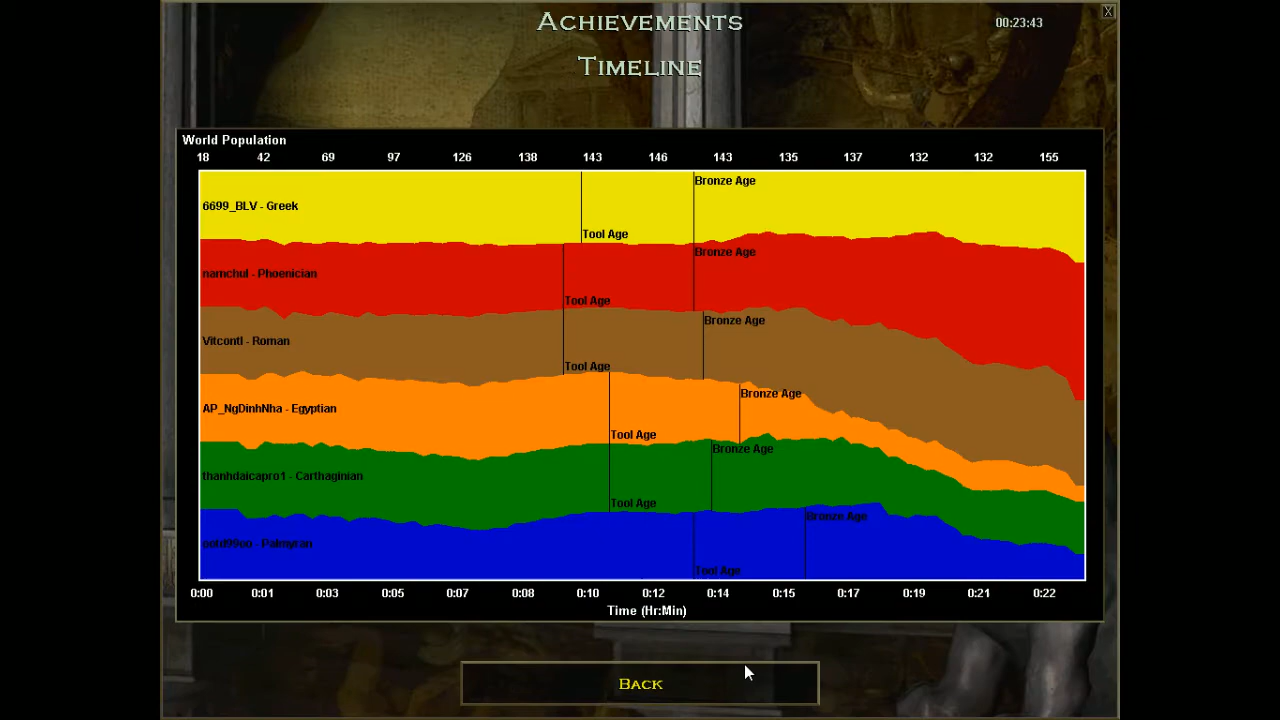 ACHIEVEMENTS
00:23:43
X
TIMELINE
World Population
18 42 69 97 126 138 143 146 143 135 137 132 132 155
Bronze Age
6699_BLV - Greek
Tool Age
Bronze Age
namchui - Phoenician
Tool Age
Bronze Age
Vitcontl - Roman
Tool Age
Bronze Age
AP_NgDinhNha - Egyptian
Tool Age
Bronze Age
thanhdaicapro1 - Carthaginian
Tool Age
Bronze Age
- Palmyran
Tool Age
0:00 0:01 0:03 0:05 0:07 0:08 0:10 0:12 0:14 0:15 0:17 0:19 0:21 0:22
Time (Hr:Min)
BACK